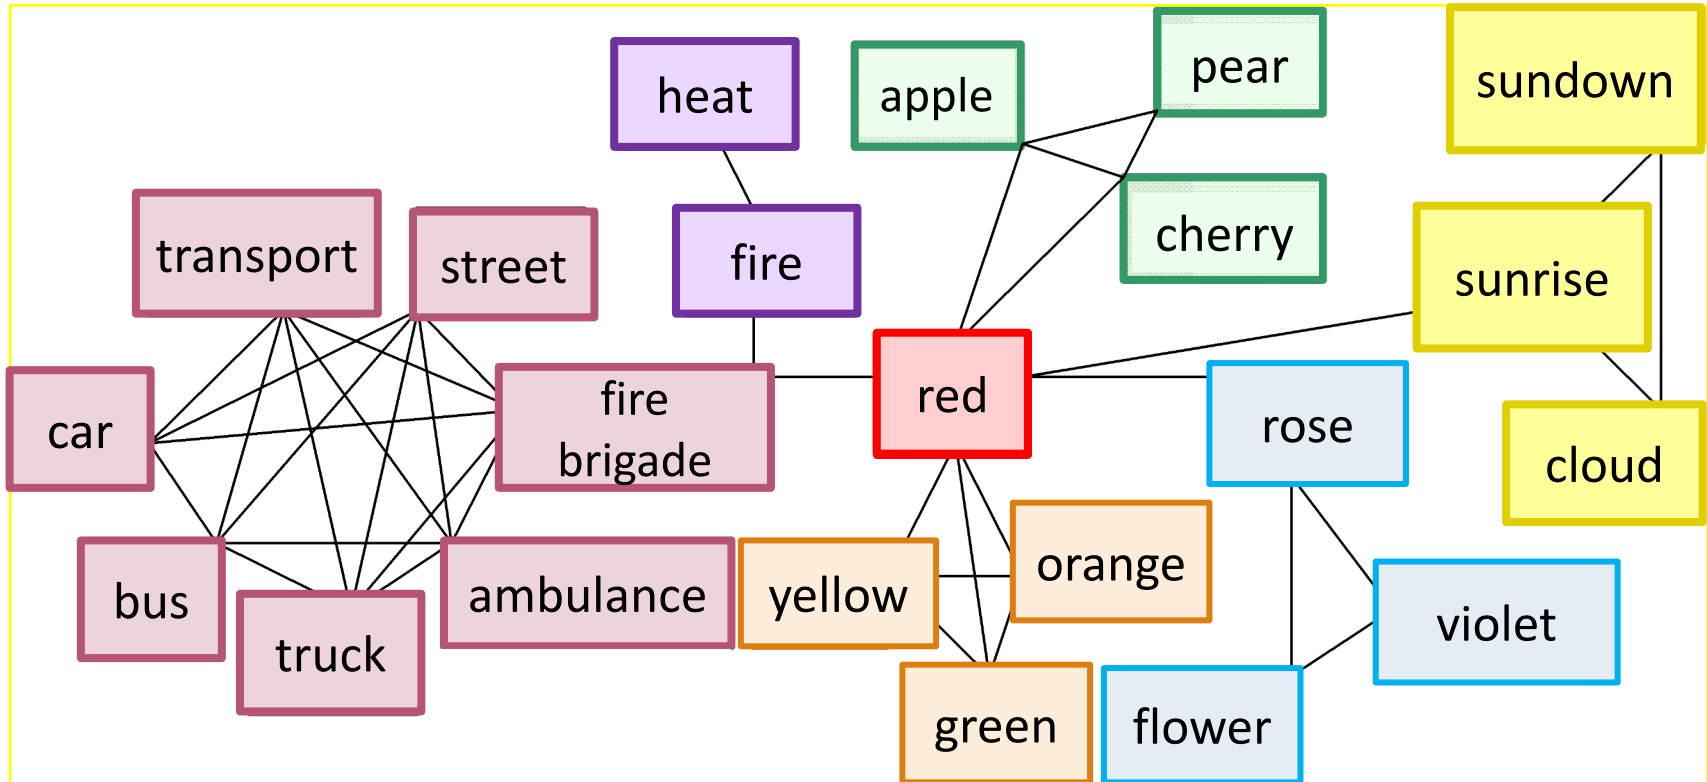 pear
sundown
heat
apple
cherry
transport
street
fire
sunrise
fire
brigade
red
car
rose
cloud
orange
bus
ambulance
yellow
violet
truck
green
flower